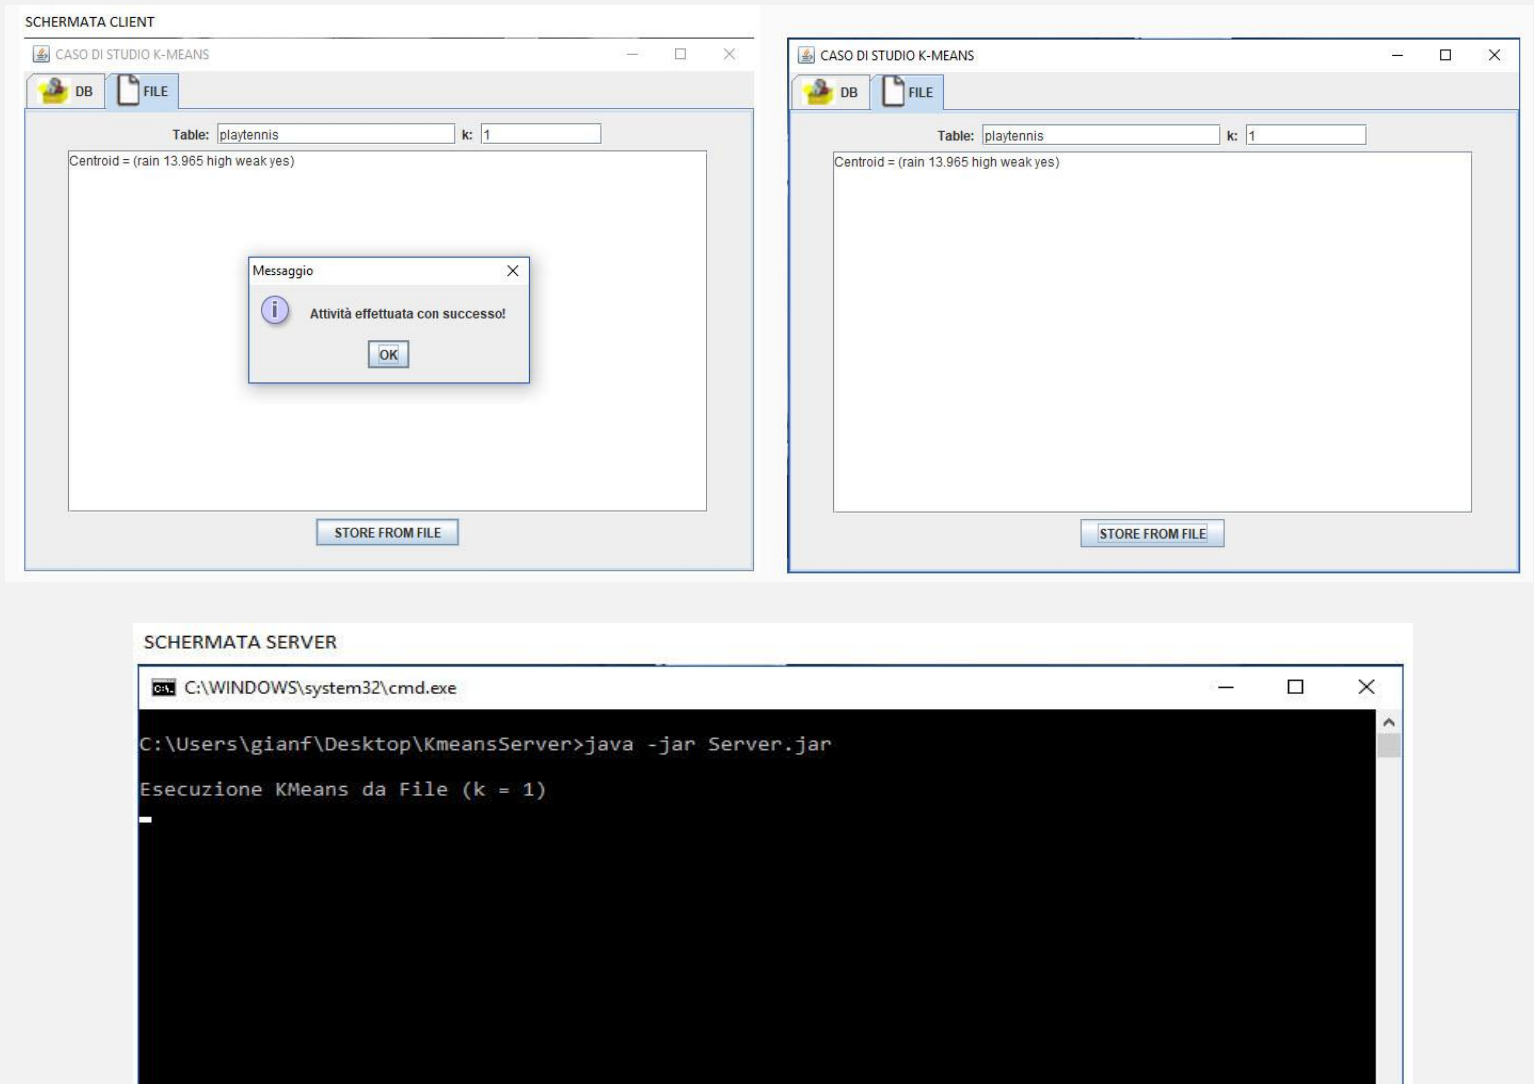 SCHERMATA CLIENT
CASO DI STUDIO K-MEANS
DB FILE
Table: playtennis k: 1
Centroid = (rain 13.965 high weak yes)
Messaggio
Attività effettuata con successo!
OK
STORE FROM FILE
CASO DI STUDIO K-MEANS
DB FILE
Table: playtennis k: 1
Centroid = (rain 13.965 high weak yes)
STORE FROM FILE
SCHERMATA SERVER
C:\WINDOWS\system32\cmd.exe
C:\Users\gianf\Desktop\KmeansServer>java -jar Server.jar
Esecuzione KMeans da File (k = 1)